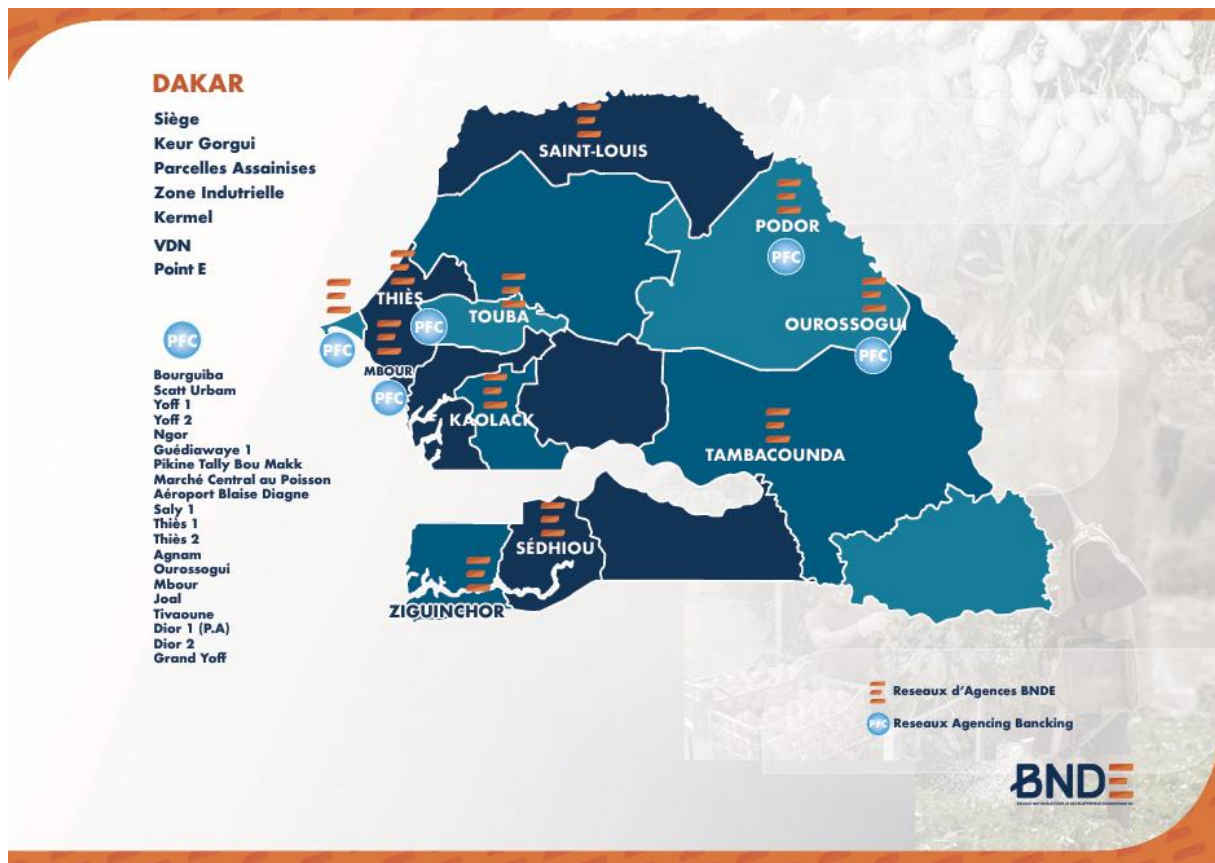 DAKAR
Siège
Keur Gorgui
Parcelles Assainises
Zone Indutrielle
Kermel
VDN
Point E
PFC
Bourguiba
Scatt Urbam
Yoff 1
Yoff 2
Ngor
Guédiawaye 1
Pikine Tally Bou Makk
Marché Central au Poisson
Aéroport Blaise Diagne
Saly 1
Thiès 1
Thiès 2
Agnam
Ourossogui
Mbour
Joal
Tivaoune
Dior 1 (P.A)
Dior 2
Grand Yoff
SAINT-LOUIS
PODOR
PFC
THIÈS
TOUBA
PFC
OUROSSOGUI
PFC
PFC
MBOUR
PFC
KAOLACK
TAMBACOUNDA
SÉDHIOU
ZIGUINCHOR
Reseaux d'Agences BNDE
PFC Reseaux Agencing Bancking
BNDE